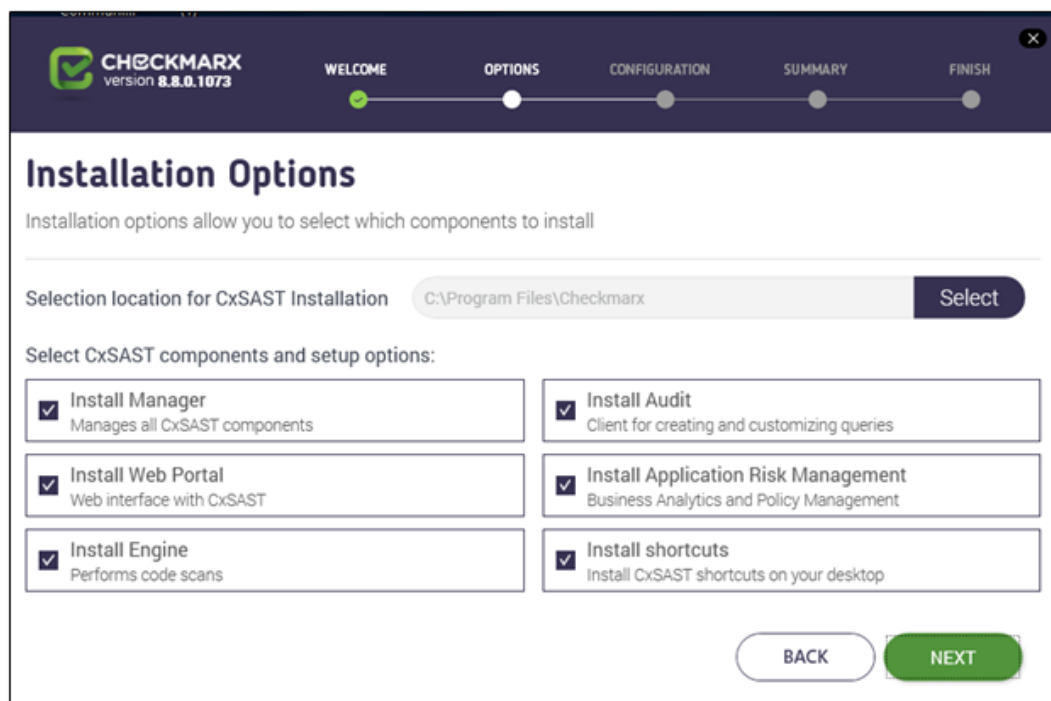 CHECKMARX
version 8.8.0.1073
WELCOME
OPTIONS
CONFIGURATION
SUMMARY
FINISH
Installation Options
Installation options allow you to select which components to install
Selection location for CxSAST Installation
C:\Program Files\Checkmarx
Select
Select CxSAST components and setup options:
Install Manager
Manages all CxSAST components
Install Audit
Client for creating and customizing queries
Install Web Portal
Web interface with CxSAST
Install Application Risk Management
Business Analytics and Policy Management
Install Engine
Performs code scans
Install shortcuts
Install CxSAST shortcuts on your desktop
BACK
NEXT